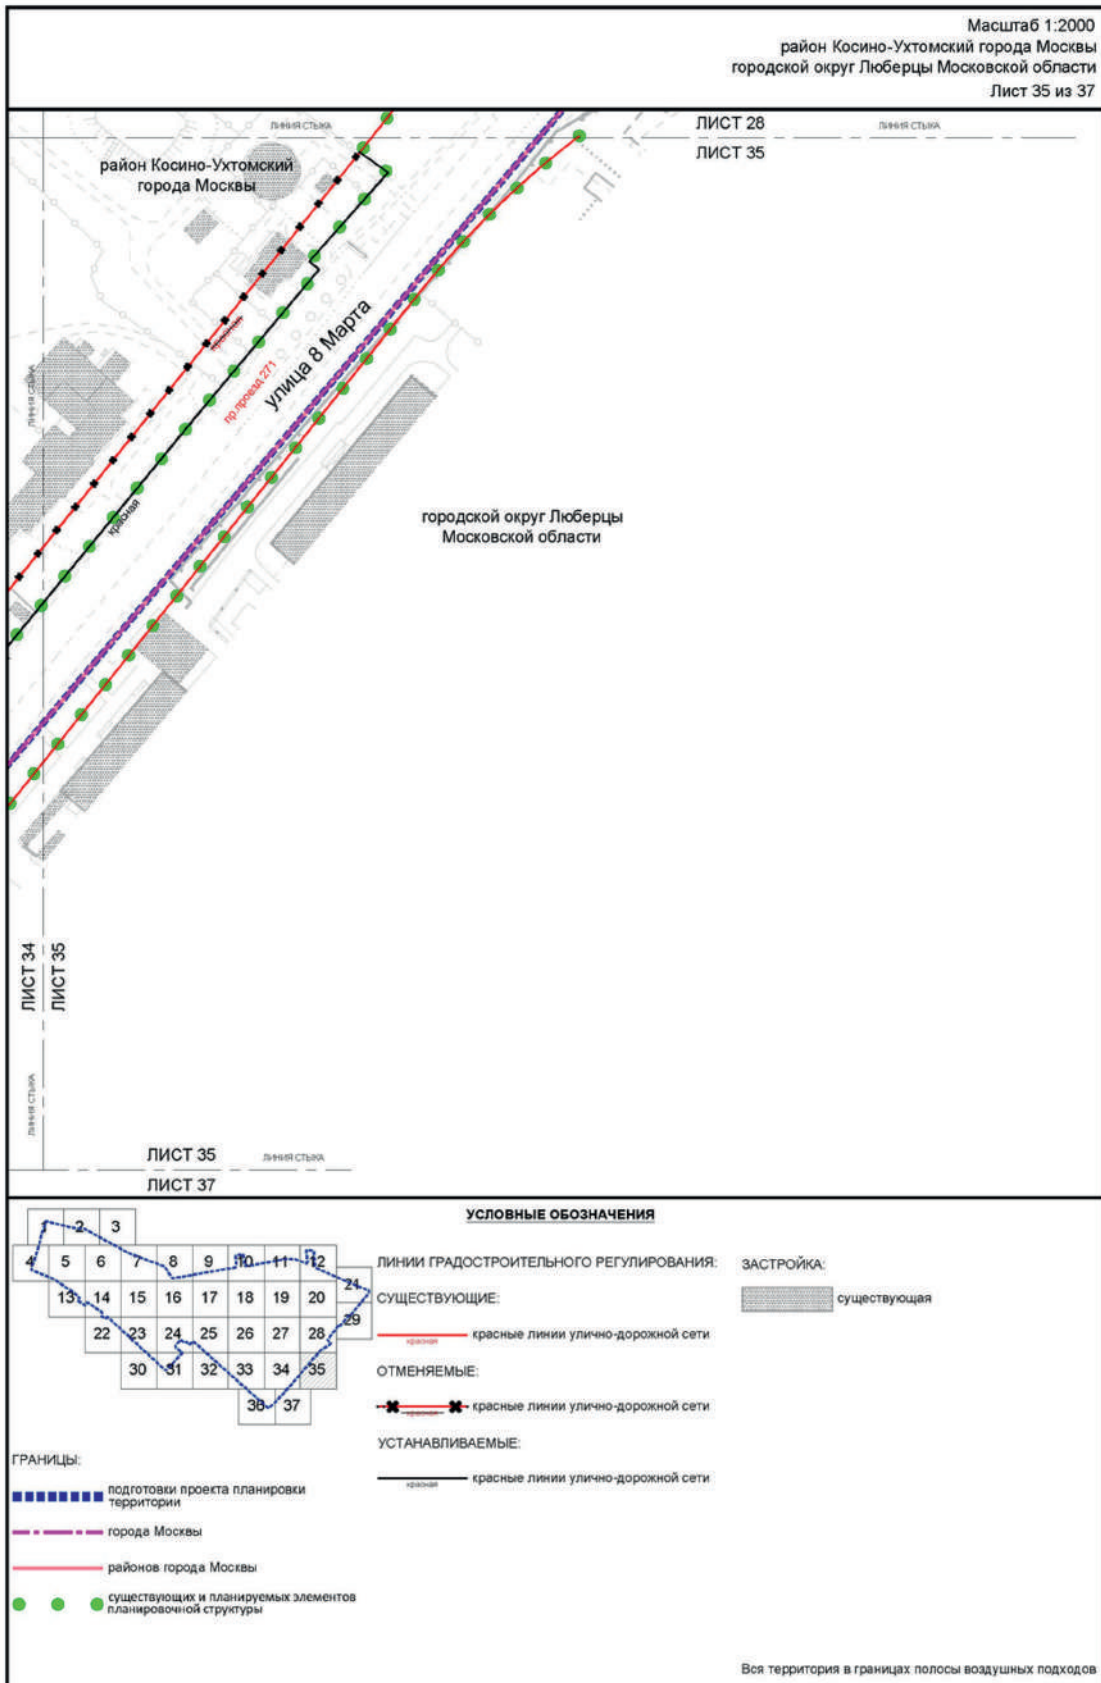 Масштаб 1:2000
район Косино-Ухтомский города Москвы
городской округ Люберцы Московской области
Лист 35 из 37
ЛИНИЯ СТЫКА
ЛИСТ 28
ЛИНИЯ СТЫКА
ЛИСТ 35
район Косино-Ухтомский
города Москвы
красная
улица 8 Марта
пр.проезд 271
ЛИНИЯ СТЫКА
красная
городской округ Люберцы
Московской области
ЛИСТ 34
ЛИСТ 35
ЛИНИЯ СТЫКА
ЛИСТ 35
ЛИНИЯ СТЫКА
ЛИСТ 37
УСЛОВНЫЕ ОБОЗНАЧЕНИЯ
1 2 3
4 5 6 7 8 9 10 11 12
13 14 15 16 17 18 19 20 21
22 23 24 25 26 27 28 29
30 31 32 33 34 35
36 37
ЛИНИИ ГРАДОСТРОИТЕЛЬНОГО РЕГУЛИРОВАНИЯ:
СУЩЕСТВУЮЩИЕ:
красная
красные линии улично-дорожной сети
ОТМЕНЯЕМЫЕ:
красная
красные линии улично-дорожной сети
УСТАНАВЛИВАЕМЫЕ:
красная
красные линии улично-дорожной сети
ЗАСТРОЙКА:
существующая
ГРАНИЦЫ:
подготовки проекта планировки
территории
города Москвы
районов города Москвы
существующих и планируемых элементов
планировочной структуры
Вся территория в границах полосы воздушных подходов